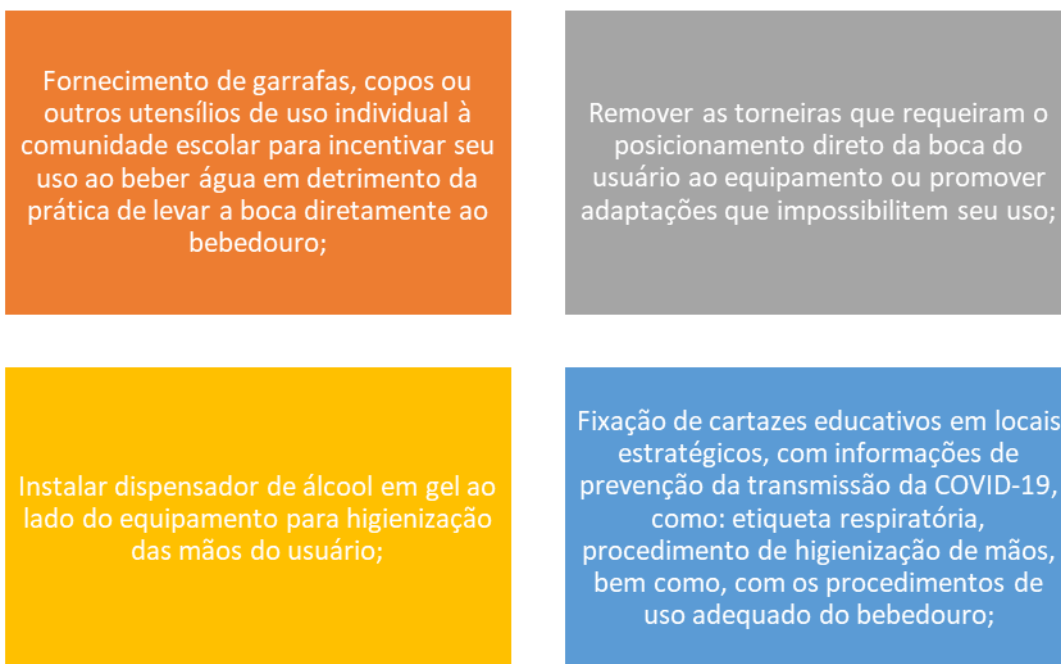 Fornecimento de garrafas, copos ou
outros utensílios de uso individual à
comunidade escolar para incentivar seu
uso ao beber água em detrimento da
prática de levar a boca diretamente ao
bebedouro;
Remover as torneiras que requeiram o
posicionamento direto da boca do
usuário ao equipamento ou promover
adaptações que impossibilitem seu uso;
Instalar dispensador de álcool em gel ao
lado do equipamento para higienização
das mãos do usuário;
Fixação de cartazes educativos em locais
estratégicos, com informações de
prevenção da transmissão da COVID-19,
como: etiqueta respiratória,
procedimento de higienização de mãos,
bem como, com os procedimentos de
uso adequado do bebedouro;